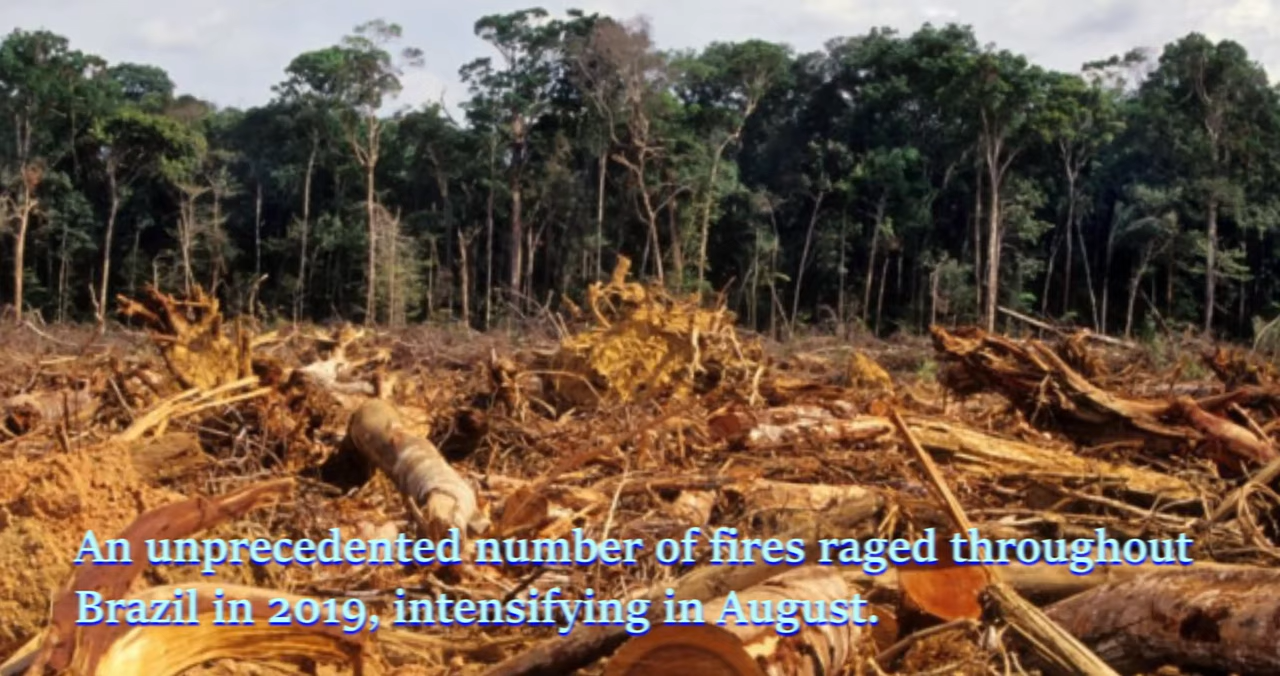 An unprecedented number of fires raged throughout
Brazil in 2019, intensifying in August.